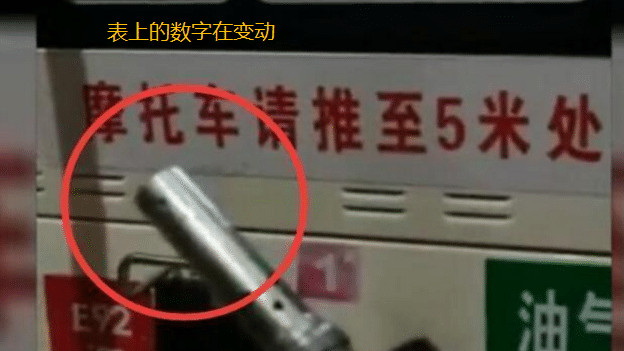 表上的数字在变动
摩托车请推至5米处
1
E92
油气